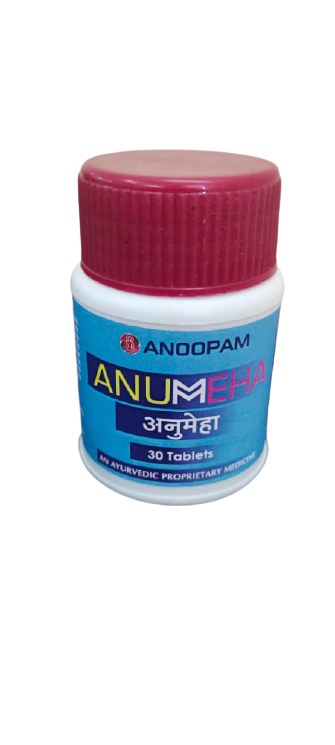 ANOOPAM
ANUMEHA
अनुमेहा
30 Tablets
AN AYURVEDIC PROPRIETARY MEDICINE